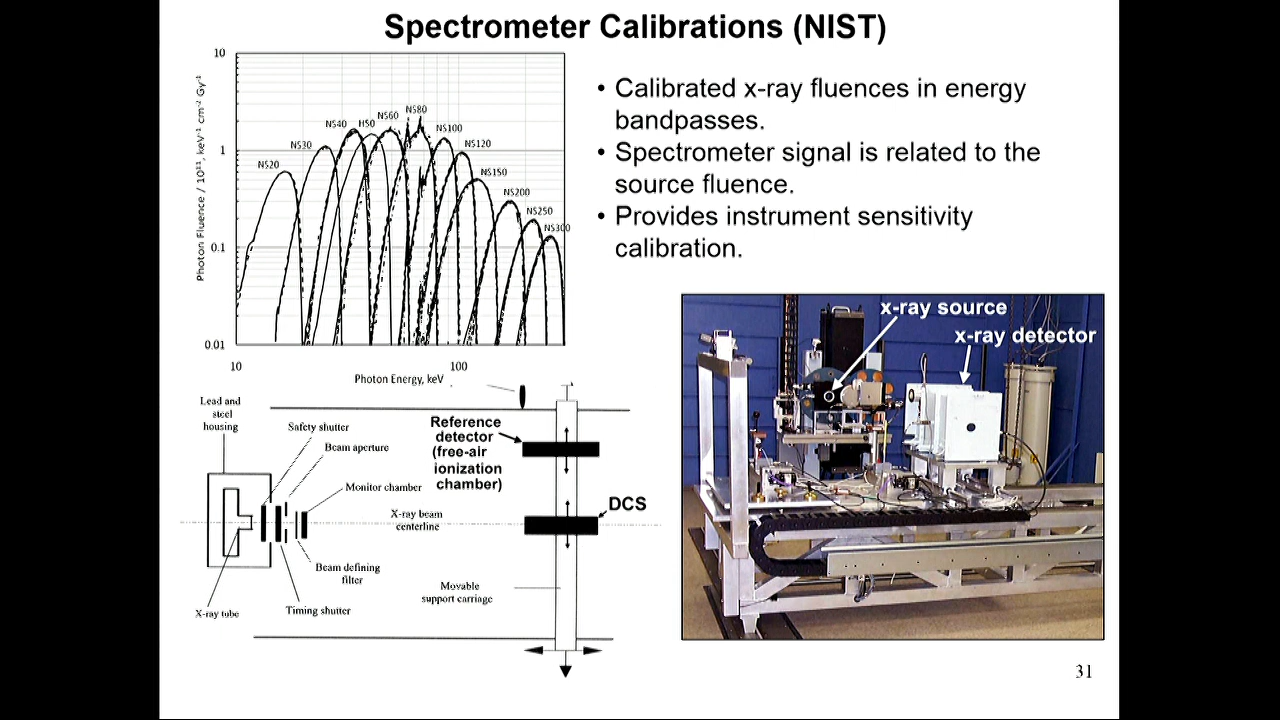 Spectrometer Calibrations (NIST)
10
1
0.1
0.01
Photon Fluence / 10¹¹, keV⁻¹ cm⁻² Gy⁻¹
NS20
NS30
NS40
H50
NS60
NS80
NS100
NS120
NS150
NS200
NS250
NS300
10
100
Photon Energy, keV
• Calibrated x-ray fluences in energy
bandpasses.
• Spectrometer signal is related to the
source fluence.
• Provides instrument sensitivity
calibration.
Lead and
steel
housing
Safety shutter
Beam aperture
Monitor chamber
X-ray beam
centerline
Beam defining
filter
Timing shutter
X-ray tube
Reference
detector
(free-air
ionization
chamber)
DCS
Movable
support carriage
x-ray source
x-ray detector
31